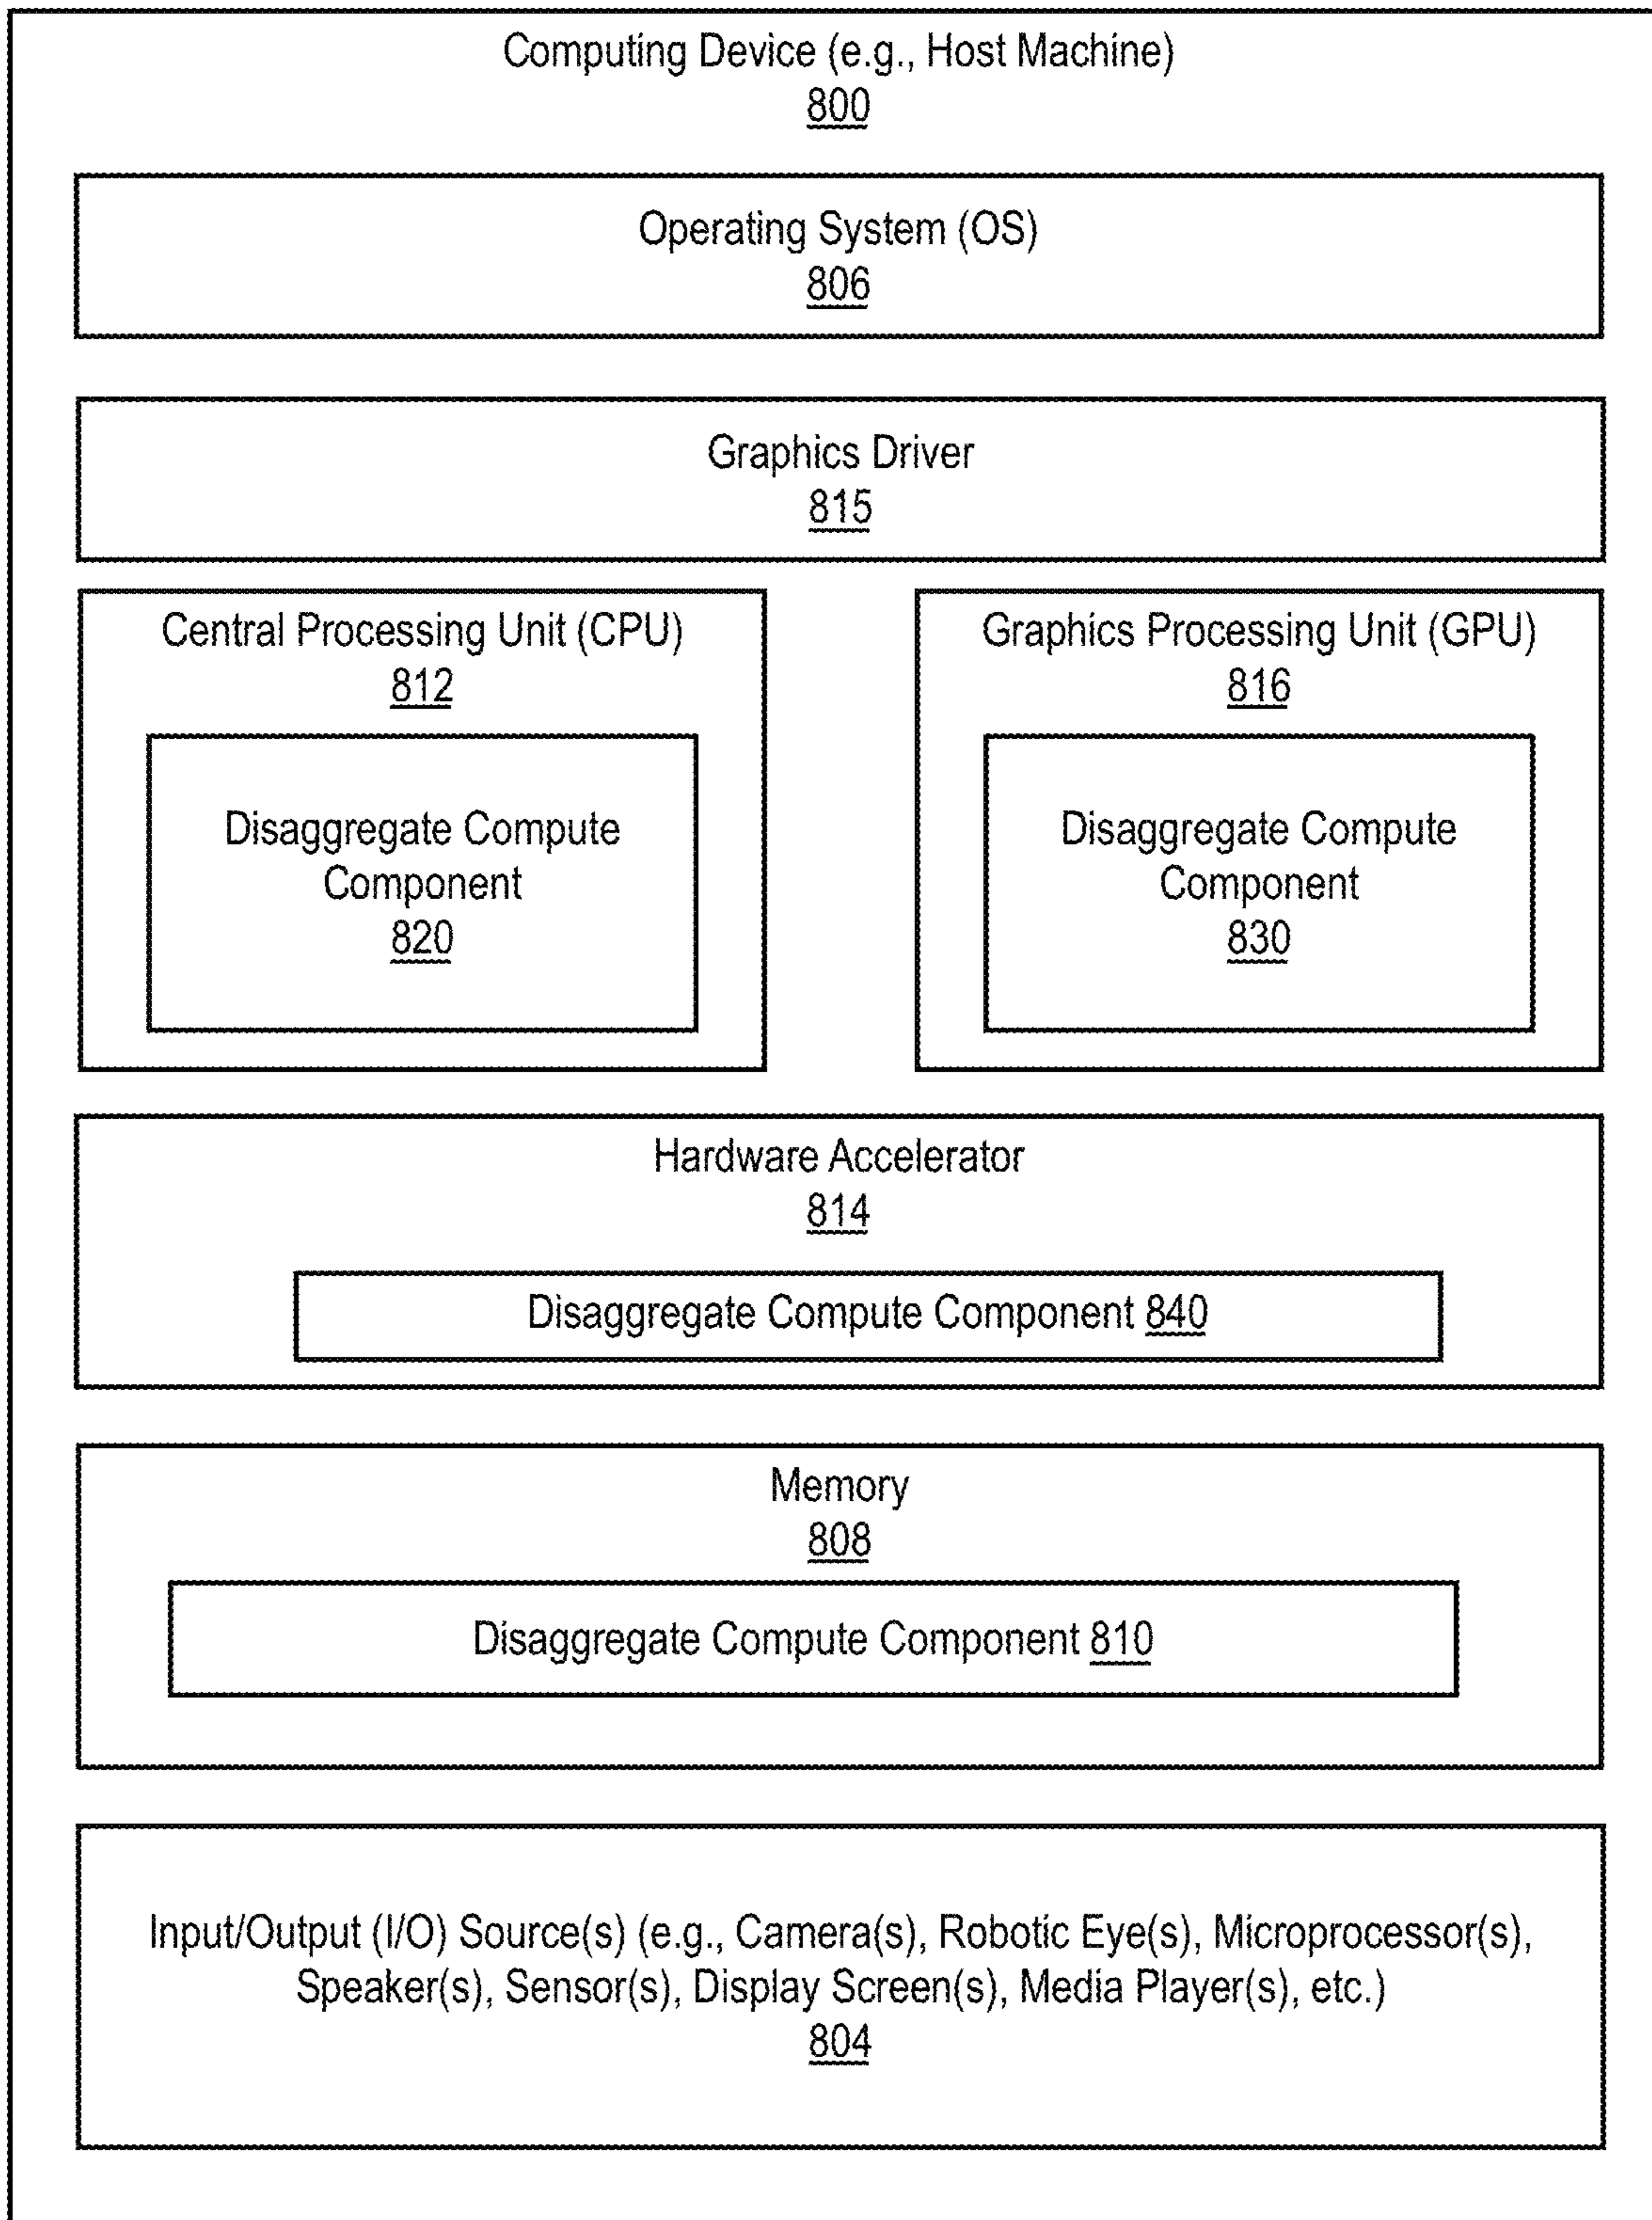 Computing Device (e.g., Host Machine)
800
Operating System (OS)
806
Graphics Driver
815
Central Processing Unit (CPU)
812
Disaggregate Compute
Component
820
Graphics Processing Unit (GPU)
816
Disaggregate Compute
Component
830
Hardware Accelerator
814
Disaggregate Compute Component 840
Memory
808
Disaggregate Compute Component 810
Input/Output (I/O) Source(s) (e.g., Camera(s), Robotic Eye(s), Microprocessor(s),
Speaker(s), Sensor(s), Display Screen(s), Media Player(s), etc.)
804